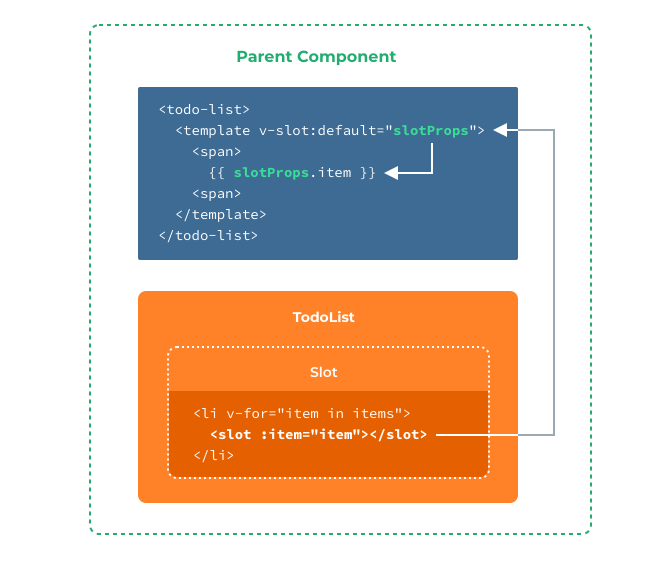 Parent Component
<todo-list>
<template v-slot:default="slotProps">
<span>
{{ slotProps.item }}
<span>
</template>
</todo-list>
TodoList
Slot
<li v-for="item in items">
<slot :item="item"></slot>
</li>